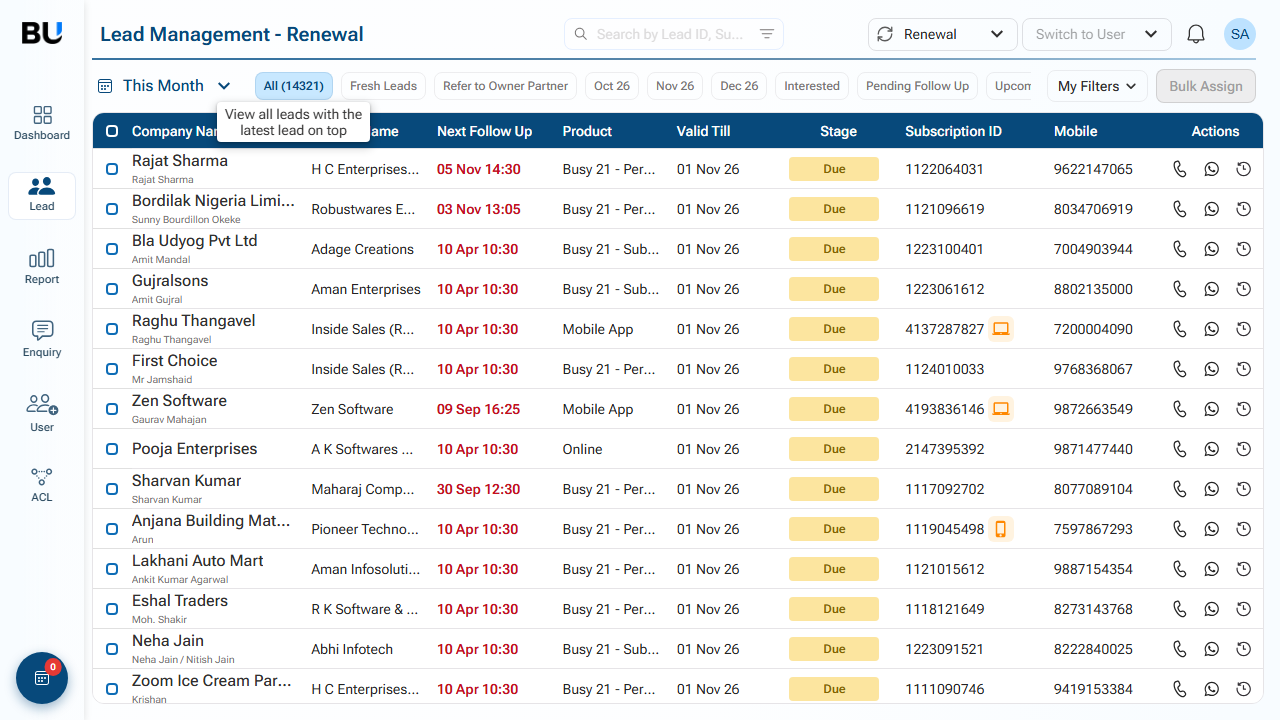 BU
Lead Management - Renewal
Search by Lead ID, Su...
Renewal
Switch to User
SA
This Month
All (14321)
Fresh Leads
Refer to Owner Partner
Oct 26
Nov 26
Dec 26
Interested
Pending Follow Up
Upcom
My Filters
Bulk Assign
View all leads with the
latest lead on top
Dashboard
Lead
Report
Enquiry
User
ACL
0
Company Nam ame Next Follow Up Product Valid Till Stage Subscription ID Mobile Actions
Rajat Sharma
Rajat Sharma
H C Enterprises... 05 Nov 14:30 Busy 21 - Per... 01 Nov 26 Due 1122064031 9622147065
Bordilak Nigeria Limi...
Sunny Bourdillon Okeke
Robustwares E... 03 Nov 13:05 Busy 21 - Per... 01 Nov 26 Due 1121096619 8034706919
Bla Udyog Pvt Ltd
Amit Mandal
Adage Creations 10 Apr 10:30 Busy 21 - Sub... 01 Nov 26 Due 1223100401 7004903944
Gujralsons
Amit Gujral
Aman Enterprises 10 Apr 10:30 Busy 21 - Sub... 01 Nov 26 Due 1223061612 8802135000
Raghu Thangavel
Raghu Thangavel
Inside Sales (R... 10 Apr 10:30 Mobile App 01 Nov 26 Due 4137287827 7200004090
First Choice
Mr Jamshaid
Inside Sales (R... 10 Apr 10:30 Busy 21 - Per... 01 Nov 26 Due 1124010033 9768368067
Zen Software
Gaurav Mahajan
Zen Software 09 Sep 16:25 Mobile App 01 Nov 26 Due 4193836146 9872663549
Pooja Enterprises A K Softwares ... 10 Apr 10:30 Online 01 Nov 26 Due 2147395392 9871477440
Sharvan Kumar
Sharvan Kumar
Maharaj Comp... 30 Sep 12:30 Busy 21 - Per... 01 Nov 26 Due 1117092702 8077089104
Anjana Building Mat...
Arun
Pioneer Techno... 10 Apr 10:30 Busy 21 - Per... 01 Nov 26 Due 1119045498 7597867293
Lakhani Auto Mart
Ankit Kumar Agarwal
Aman Infosoluti... 10 Apr 10:30 Busy 21 - Per... 01 Nov 26 Due 1121015612 9887154354
Eshal Traders
Moh. Shakir
R K Software & ... 10 Apr 10:30 Busy 21 - Per... 01 Nov 26 Due 1118121649 8273143768
Neha Jain
Neha Jain / Nitish Jain
Abhi Infotech 10 Apr 10:30 Busy 21 - Sub... 01 Nov 26 Due 1223091521 8222840025
Zoom Ice Cream Par...
Krishan
H C Enterprises... 10 Apr 10:30 Busy 21 - Per... 01 Nov 26 Due 1111090746 9419153384